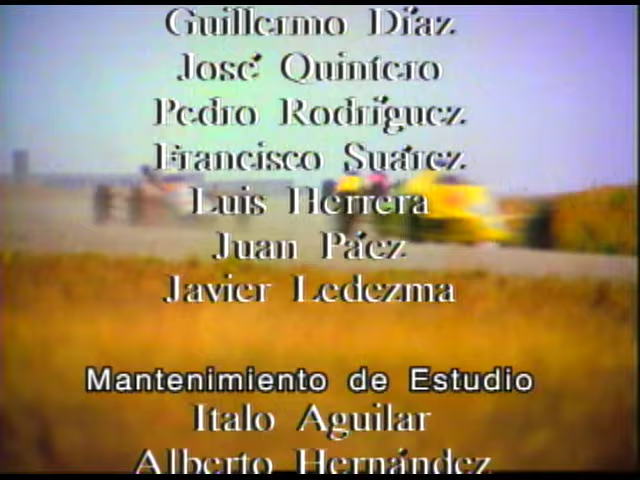 Guillermo Díaz
José Quintero
Pedro Rodríguez
Francisco Suárez
Luis Herrera
Juan Páez
Javier Ledezma
Mantenimiento de Estudio
Italo Aguilar
Alberto Hernández